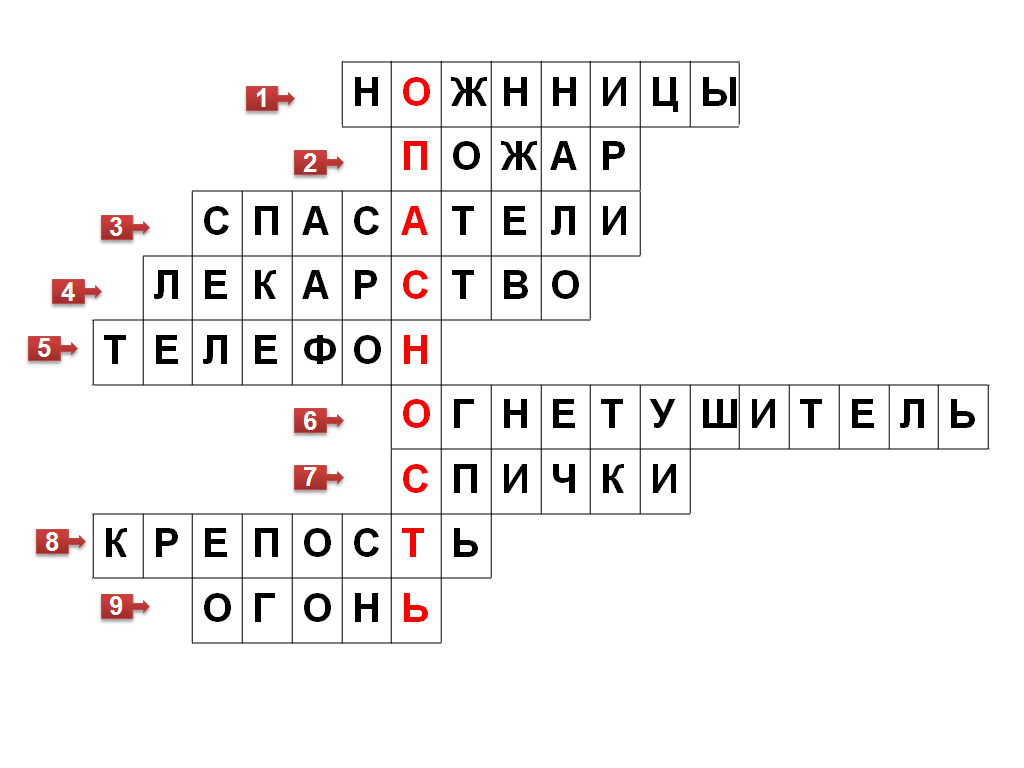 1 НОЖННИЦЫ
2 ПОЖАР
3 СПАСАТЕЛИ
4 ЛЕКАРСТВО
5 ТЕЛЕФОН
6 ОГНЕТУШИТЕЛЬ
7 СПИЧКИ
8 КРЕПОСТЬ
9 ОГОНЬ